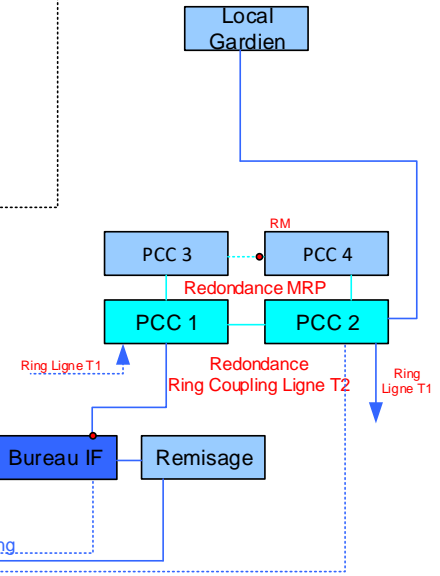 Local
Gardien
RM
PCC 3
PCC 4
Redondance MRP
PCC 1
PCC 2
Ring Ligne T1
Redondance
Ring Coupling Ligne T2
Ring
Ligne T1
Bureau IF
Remisage